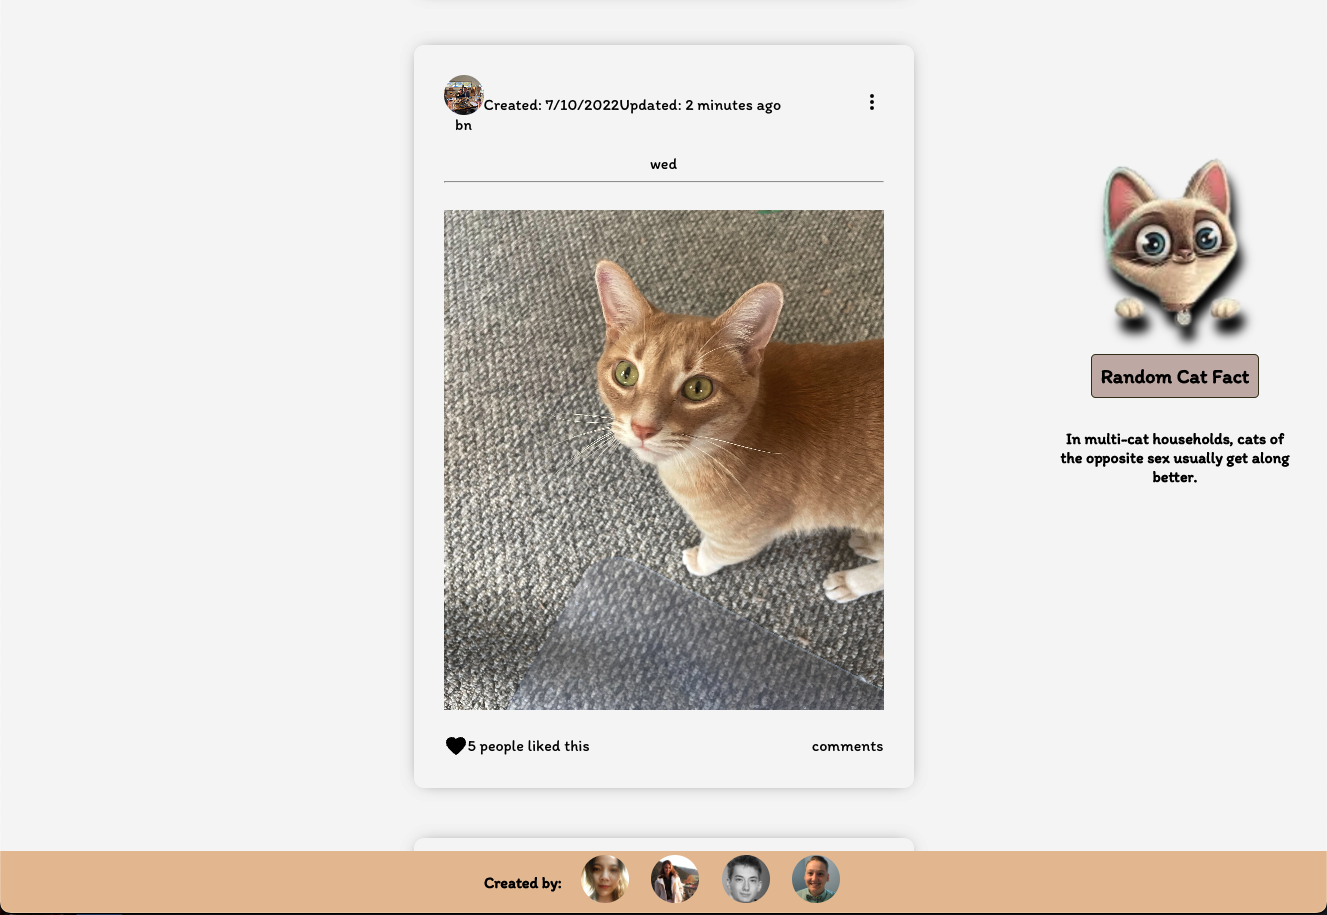 Created: 7/10/2022Updated: 2 minutes ago
bn
wed
5 people liked this
comments
Random Cat Fact
In multi-cat households, cats of
the opposite sex usually get along
better.
Created by: